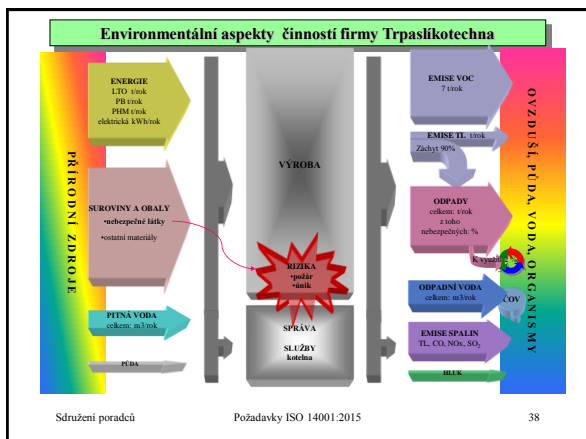 Environmentální aspekty činností firmy Trpaslíkotechna
PŘÍRODNÍ ZDROJE
ENERGIE
LTO t/rok
PB t/rok
PHM t/rok
elektrická kWh/rok
SUROVINY A OBALY
•nebezpečné látky
•ostatní materiály
PITNÁ VODA
celkem: m3/rok
PŮDA
VÝROBA
RIZIKA
•požár
•únik
SPRÁVA
SLUŽBY
kotelna
EMISE VOC
7 t/rok
EMISE TL t/rok
Záchyt 90%
ODPADY
celkem: t/rok
z toho
nebezpečných: %
K využití
ODPADNÍ VODA
celkem: m3/rok
ČOV
EMISE SPALIN
TL, CO, NOx, SO2
HLUK
OVZDUŠÍ, PŮDA, VODA, ORGANISMY
Sdružení poradců
Požadavky ISO 14001:2015
38